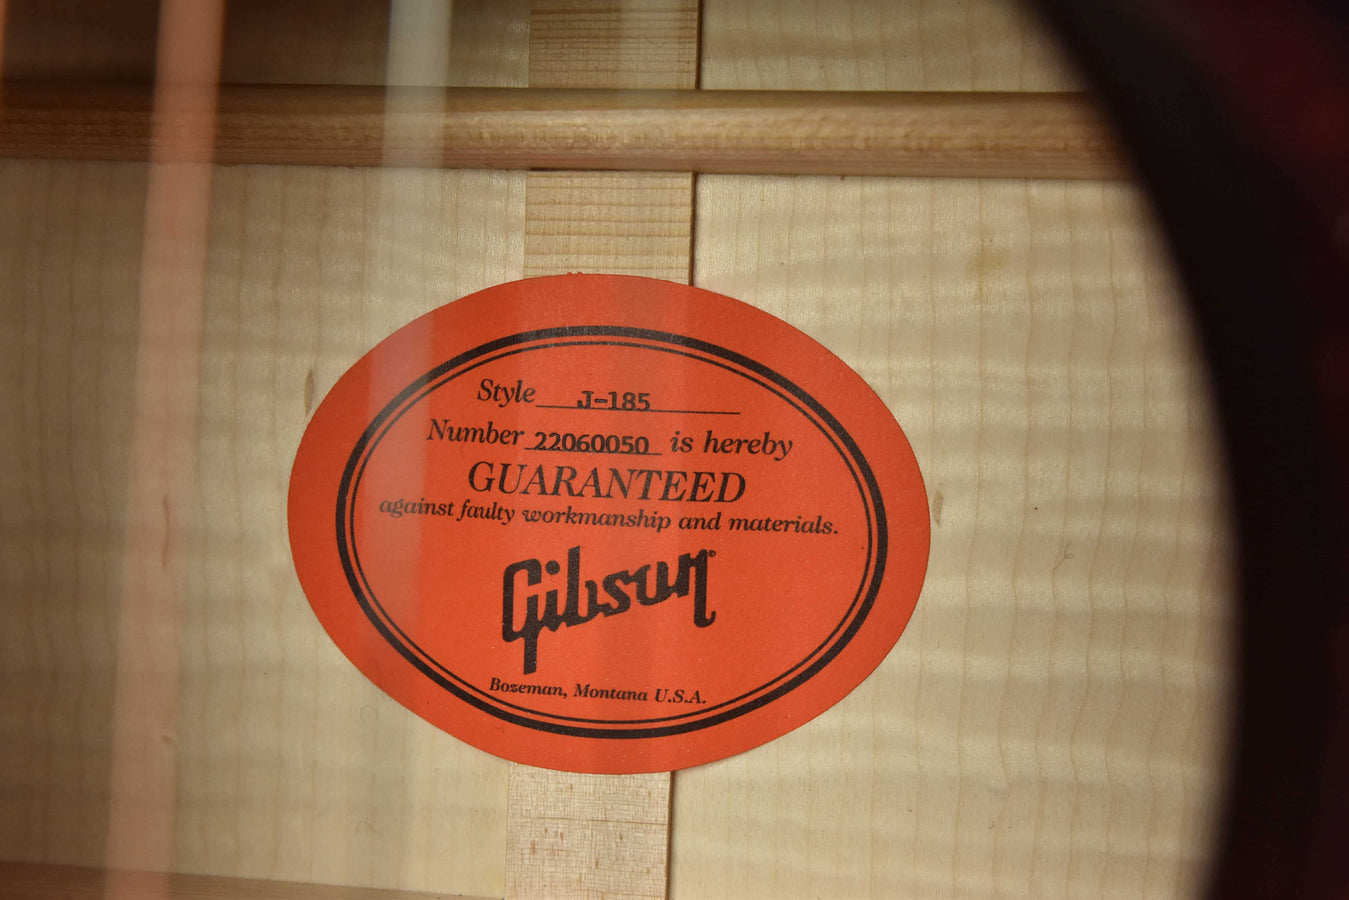 Style J-185
Number 22060050 is hereby
GUARANTEED
against faulty workmanship and materials.
Gibson®
Bozeman, Montana U.S.A.